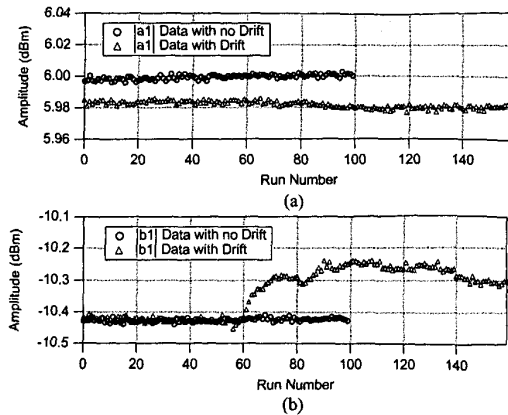 6.04
6.02
6.00
5.98
5.96
Amplitude (dBm)
|a1| Data with no Drift
|a1| Data with Drift
0 20 40 60 80 100 120 140
Run Number
(a)
-10.1
-10.2
-10.3
-10.4
-10.5
Amplitude (dBm)
|b1| Data with no Drift
|b1| Data with Drift
0 20 40 60 80 100 120 140
Run Number
(b)